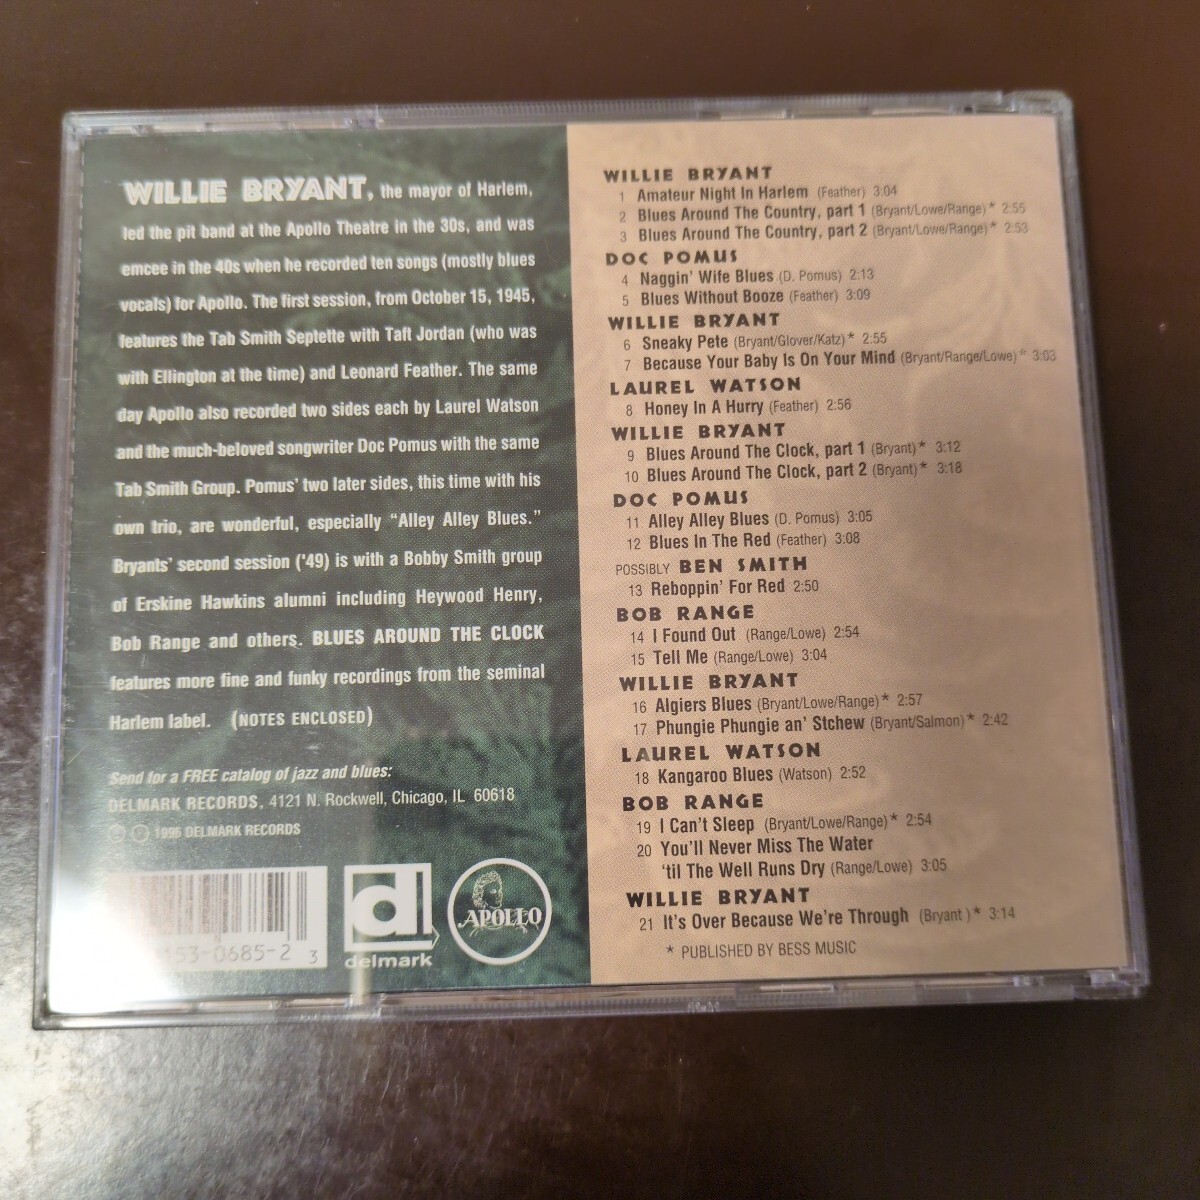 WILLIE BRYANT, the mayor of Harlem,
led the pit band at the Apollo Theatre in the 30s, and was
emcee in the 40s when he recorded ten songs (mostly blues
vocals) for Apollo. The first session, from October 15, 1945,
features the Tab Smith Septette with Taft Jordan (who was
with Ellington at the time) and Leonard Feather. The same
day Apollo also recorded two sides each by Laurel Watson
and the much-beloved songwriter Doc Pomus with the same
Tab Smith Group. Pomus' two later sides, this time with his
own trio, are wonderful, especially "Alley Alley Blues."
Bryants' second session ('49) is with a Bobby Smith group
of Erskine Hawkins alumni including Heywood Henry,
Bob Range and others. BLUES AROUND THE CLOCK
features more fine and funky recordings from the seminal
Harlem label. (NOTES ENCLOSED)
Send for a FREE catalog of jazz and blues:
DELMARK RECORDS, 4121 N. Rockwell, Chicago, IL 60618
© ℗ 1996 DELMARK RECORDS
53-0685-2 3
dl
delmark
APOLLO
WILLIE BRYANT
1 Amateur Night In Harlem (Feather) 3:04
2 Blues Around The Country, part 1 (Bryant/Lowe/Range)* 2:55
3 Blues Around The Country, part 2 (Bryant/Lowe/Range)* 2:53
DOC POMUS
4 Naggin' Wife Blues (D. Pomus) 2:13
5 Blues Without Booze (Feather) 3:09
WILLIE BRYANT
6 Sneaky Pete (Bryant/Glover/Katz)* 2:55
7 Because Your Baby Is On Your Mind (Bryant/Range/Lowe)* 3:03
LAUREL WATSON
8 Honey In A Hurry (Feather) 2:56
WILLIE BRYANT
9 Blues Around The Clock, part 1 (Bryant)* 3:12
10 Blues Around The Clock, part 2 (Bryant)* 3:18
DOC POMUS
11 Alley Alley Blues (D. Pomus) 3:05
12 Blues In The Red (Feather) 3:08
POSSIBLY BEN SMITH
13 Reboppin' For Red 2:50
BOB RANGE
14 I Found Out (Range/Lowe) 2:54
15 Tell Me (Range/Lowe) 3:04
WILLIE BRYANT
16 Algiers Blues (Bryant/Lowe/Range)* 2:57
17 Phungie Phungie an' Stchew (Bryant/Salmon)* 2:42
LAUREL WATSON
18 Kangaroo Blues (Watson) 2:52
BOB RANGE
19 I Can't Sleep (Bryant/Lowe/Range)* 2:54
20 You'll Never Miss The Water
'til The Well Runs Dry (Range/Lowe) 3:05
WILLIE BRYANT
21 It's Over Because We're Through (Bryant )* 3:14
* PUBLISHED BY BESS MUSIC